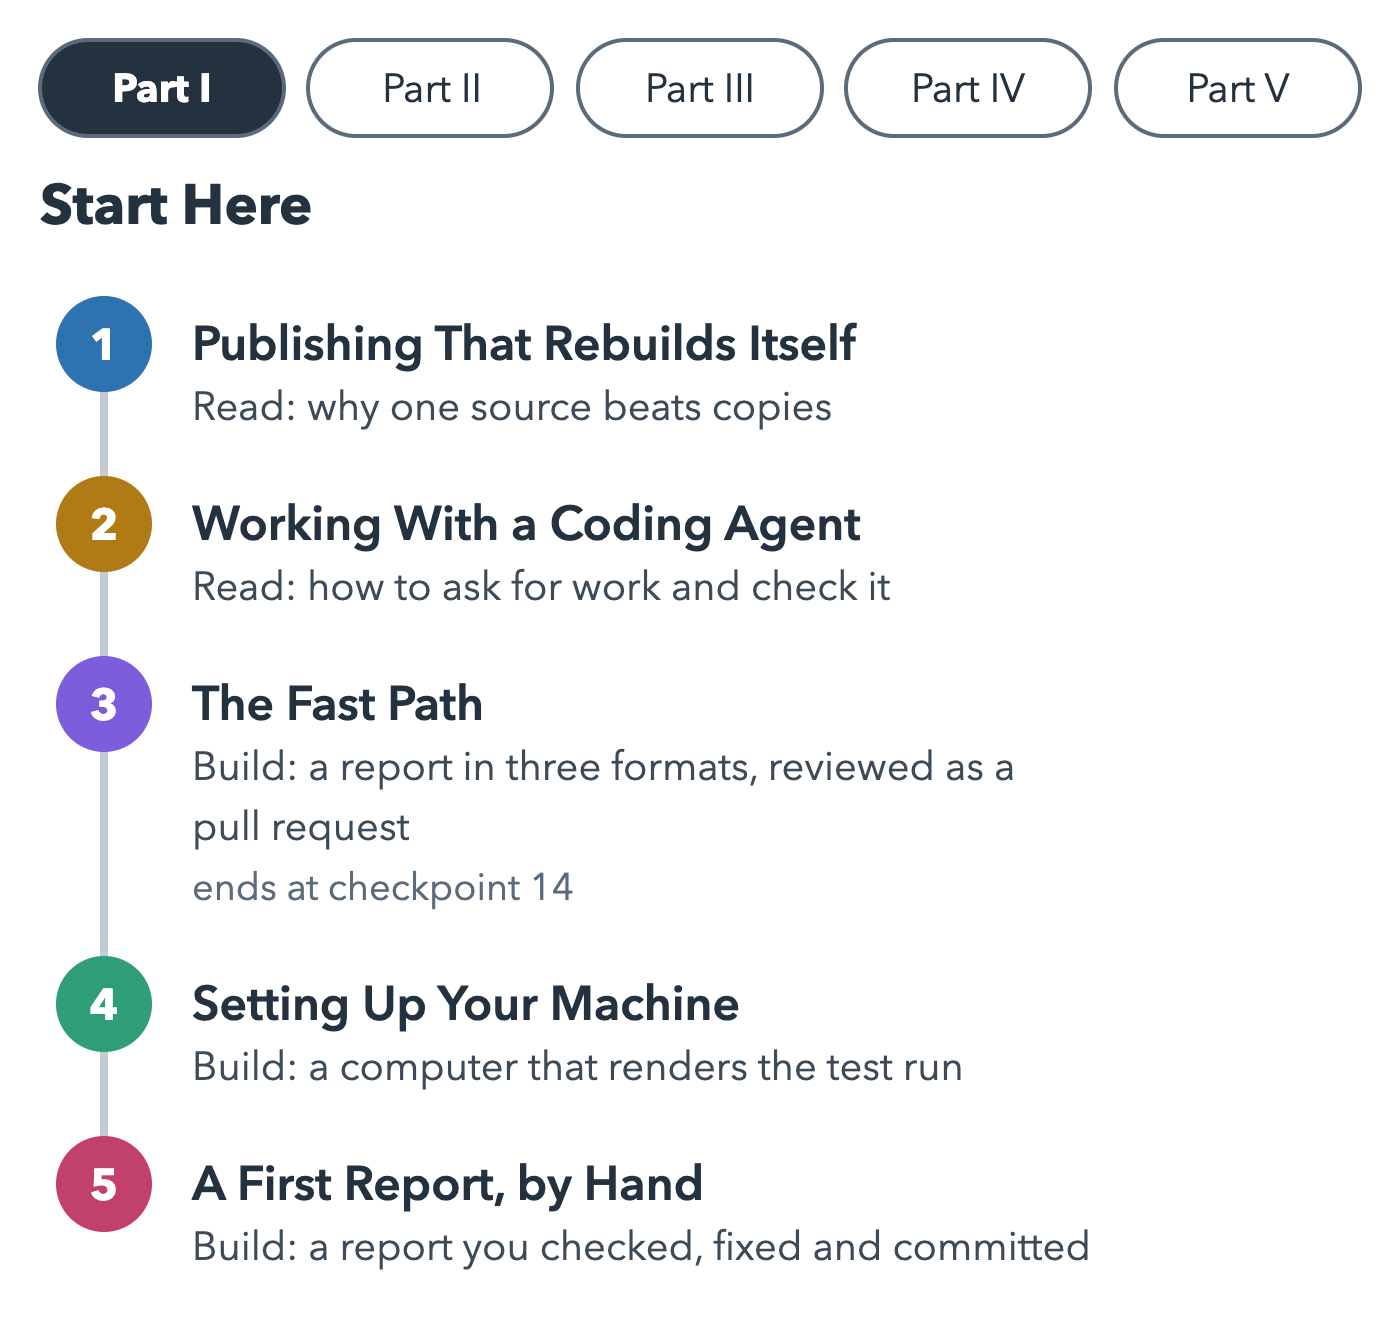 Part I
Part II
Part III
Part IV
Part V
Start Here
1
Publishing That Rebuilds Itself
Read: why one source beats copies
2
Working With a Coding Agent
Read: how to ask for work and check it
3
The Fast Path
Build: a report in three formats, reviewed as a
pull request
ends at checkpoint 14
4
Setting Up Your Machine
Build: a computer that renders the test run
5
A First Report, by Hand
Build: a report you checked, fixed and committed